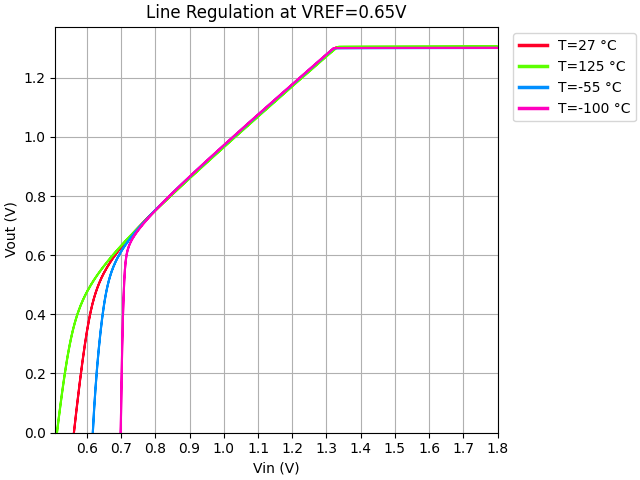 Line Regulation at VREF=0.65V
T=27 °C
T=125 °C
T=-55 °C
T=-100 °C
Vout (V)
1.2
1.0
0.8
0.6
0.4
0.2
0.0
0.6 0.7 0.8 0.9 1.0 1.1 1.2 1.3 1.4 1.5 1.6 1.7 1.8
Vin (V)